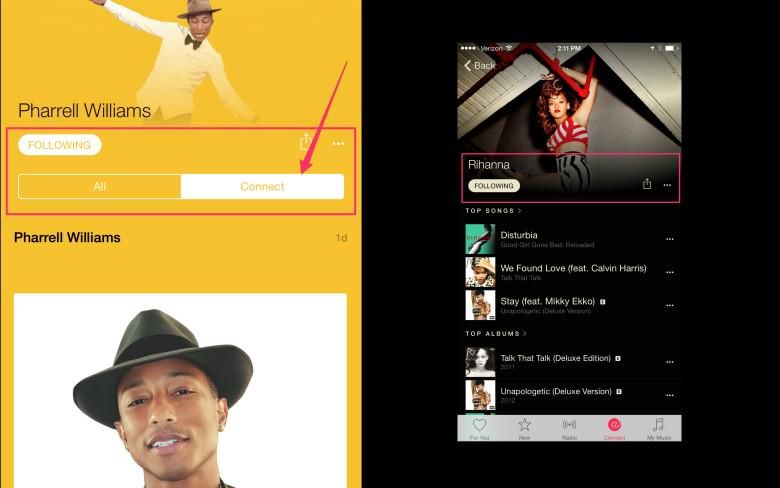 Pharrell Williams
FOLLOWING
All
Connect
Pharrell Williams
1d
Verizon
2:11 PM
Back
Rihanna
FOLLOWING
TOP SONGS
Disturbia
Good Girl Gone Bad: Reloaded
We Found Love (feat. Calvin Harris)
Talk That Talk
Stay (feat. Mikky Ekko) E
Unapologetic (Deluxe Version)
TOP ALBUMS
Talk That Talk (Deluxe Edition) E
2011
Unapologetic (Deluxe Version) E
2012
For You
New
Radio
Connect
My Music